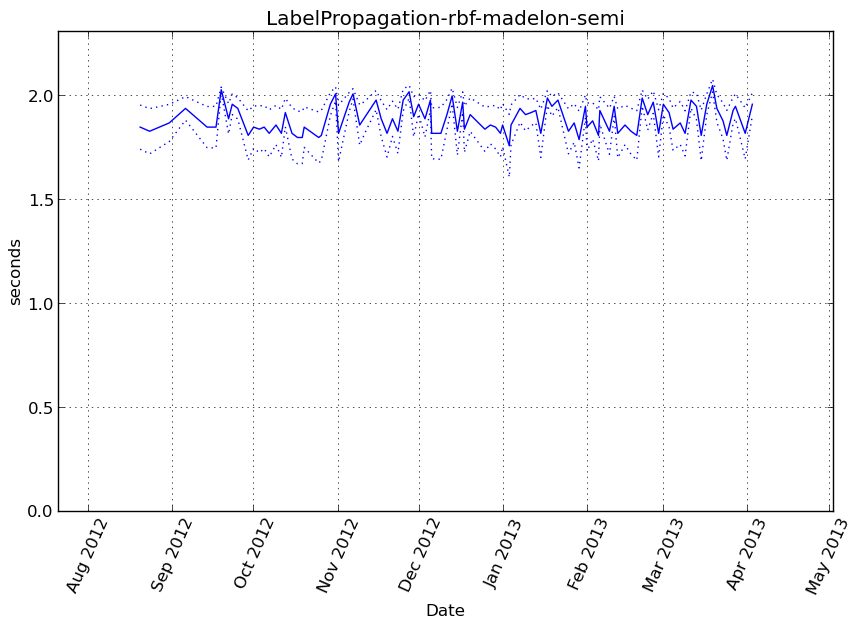 LabelPropagation-rbf-madelon-semi
2.0
1.5
1.0
0.5
0.0
seconds
Aug 2012
Sep 2012
Oct 2012
Nov 2012
Dec 2012
Jan 2013
Feb 2013
Mar 2013
Apr 2013
May 2013
Date